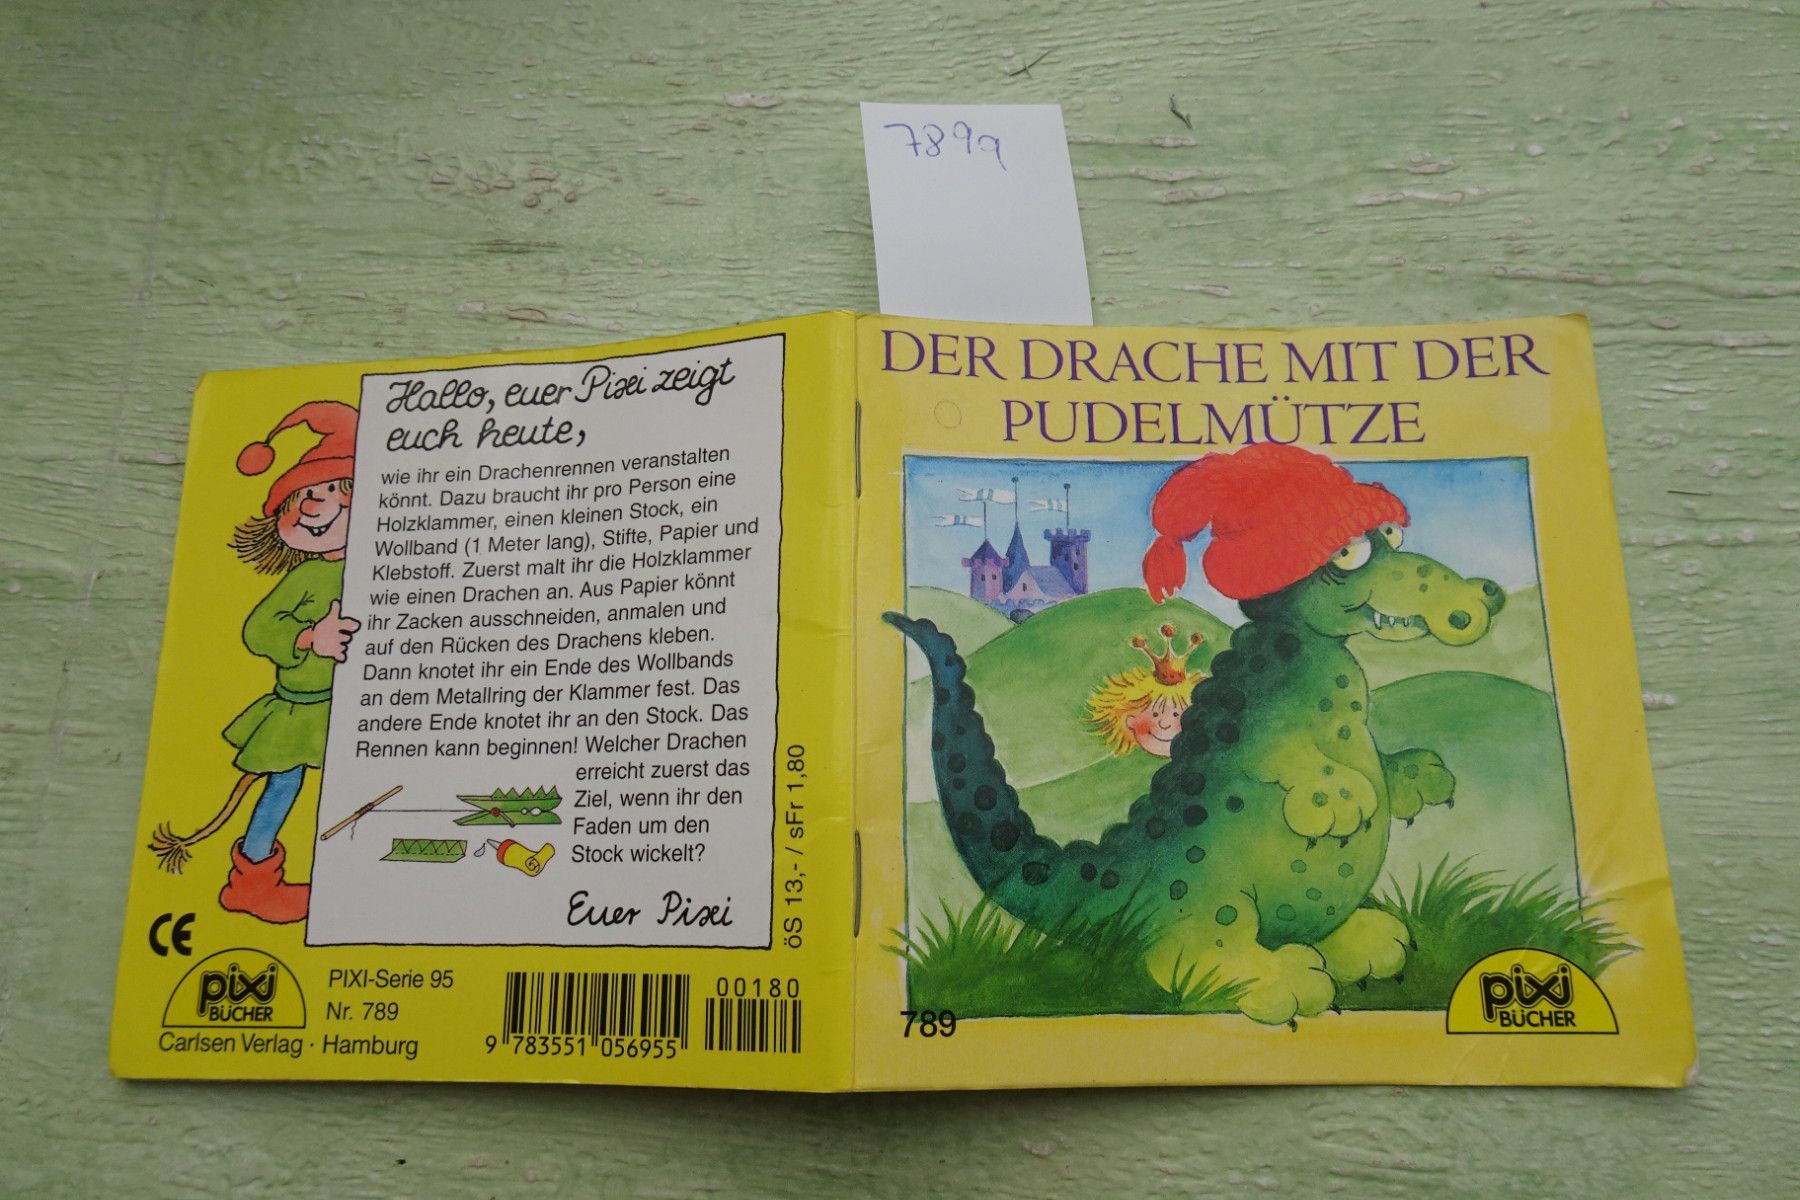 789a
Hallo, euer Pixi zeigt
euch heute,
wie ihr ein Drachenrennen veranstalten
könnt. Dazu braucht ihr pro Person eine
Holzklammer, einen kleinen Stock, ein
Wollband (1 Meter lang), Stifte, Papier und
Klebstoff. Zuerst malt ihr die Holzklammer
wie einen Drachen an. Aus Papier könnt
ihr Zacken ausschneiden, anmalen und
auf den Rücken des Drachens kleben.
Dann knotet ihr ein Ende des Wollbands
an dem Metallring der Klammer fest. Das
andere Ende knotet ihr an den Stock. Das
Rennen kann beginnen! Welcher Drachen
erreicht zuerst das
Ziel, wenn ihr den
Faden um den
Stock wickelt?
Euer Pixi
öS 13,- / sFr 1,80
CE
pixi
BÜCHER
PIXI-Serie 95
Nr. 789
Carlsen Verlag · Hamburg
00180
9 783551 056955
DER DRACHE MIT DER
PUDELMÜTZE
789
pixi
BÜCHER